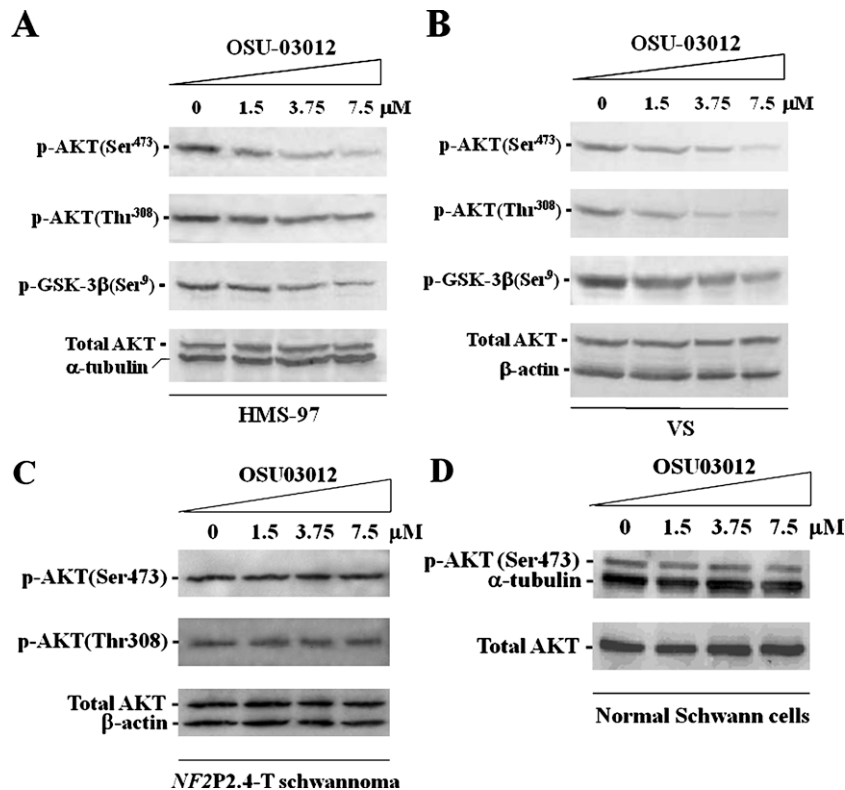 A
OSU-03012
0 1.5 3.75 7.5 μM
p-AKT(Ser⁴⁷³)
p-AKT(Thr³⁰⁸)
p-GSK-3β(Ser⁹)
Total AKT
α-tubulin
HMS-97
B
OSU-03012
0 1.5 3.75 7.5 μM
p-AKT(Ser⁴⁷³)
p-AKT(Thr³⁰⁸)
p-GSK-3β(Ser⁹)
Total AKT
β-actin
VS
C
OSU03012
0 1.5 3.75 7.5 μM
p-AKT(Ser473)
p-AKT(Thr308)
Total AKT
β-actin
NF2P2.4-T schwannoma
D
OSU03012
0 1.5 3.75 7.5 μM
p-AKT (Ser473)
α-tubulin
Total AKT
Normal Schwann cells